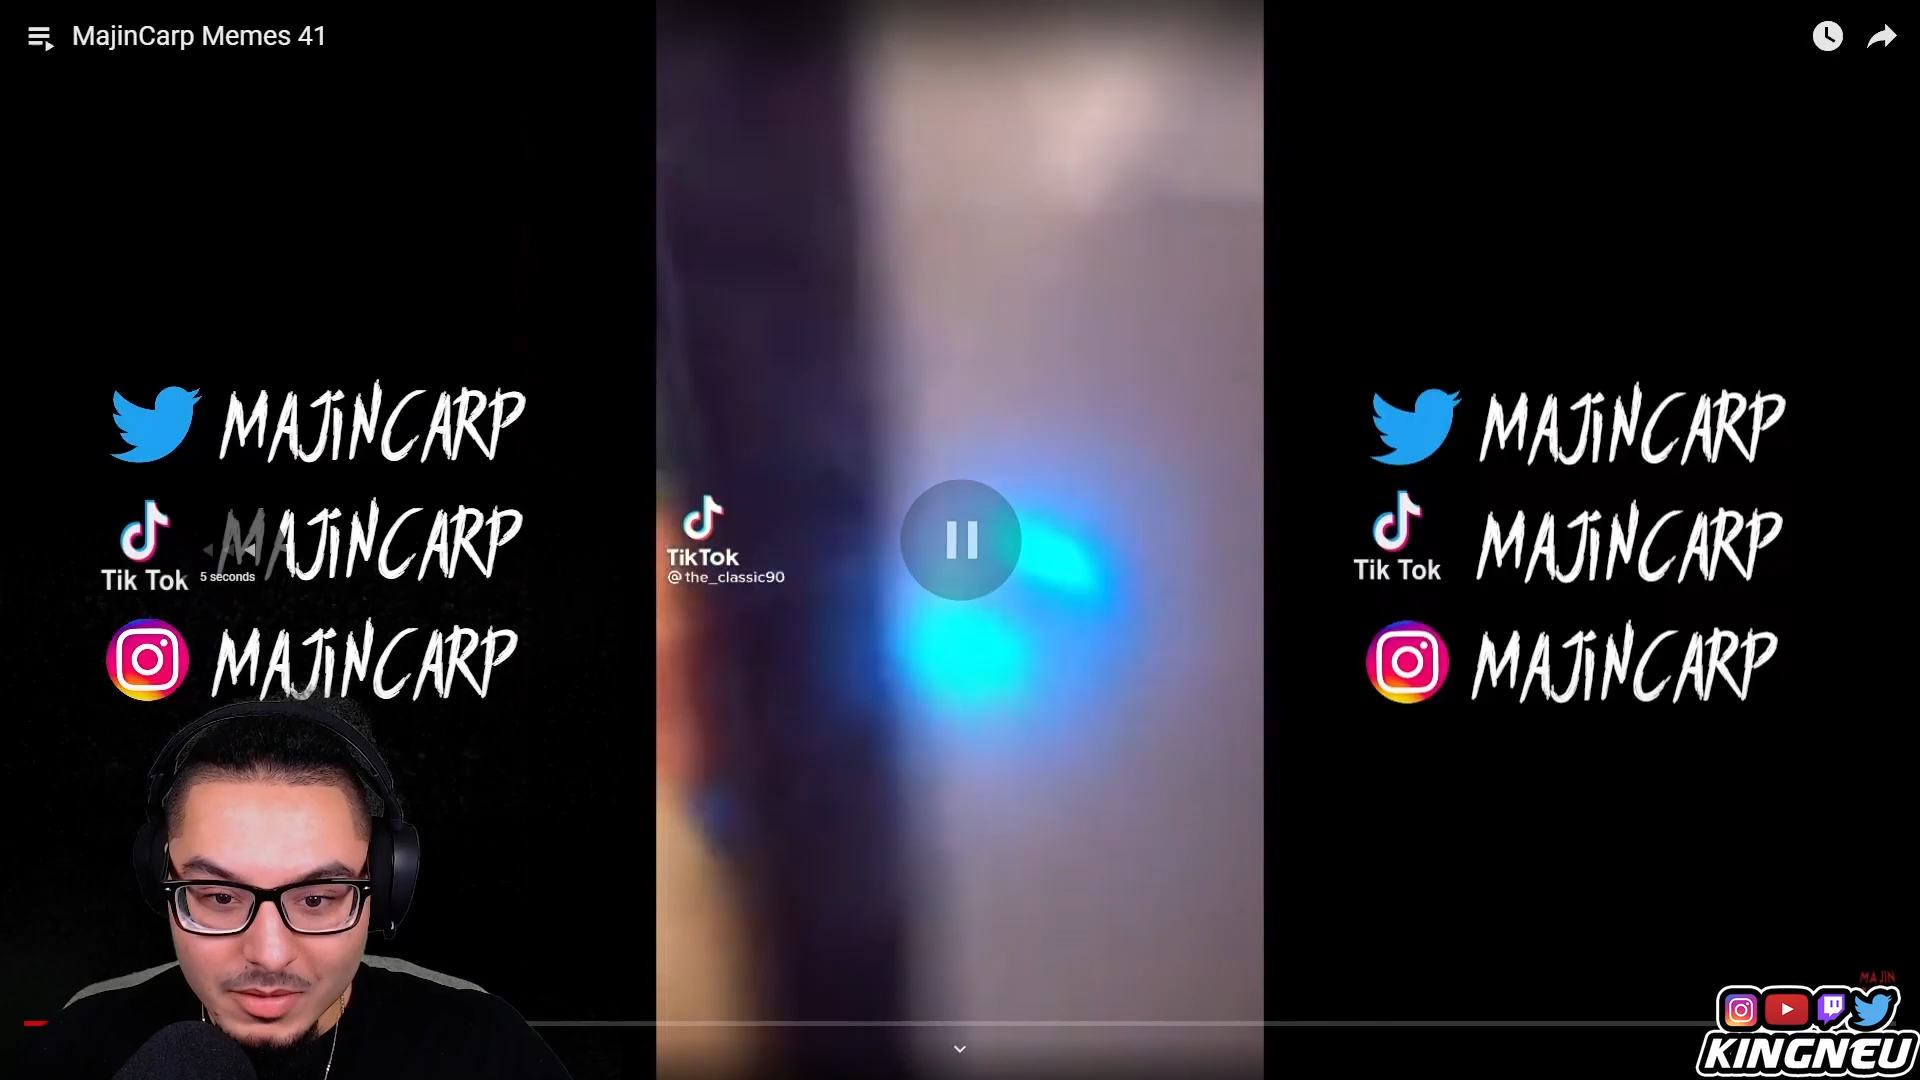 MajinCarp Memes 41
MAJINCARP
Tik Tok
MAJINCARP
5 seconds
MAJINCARP
TikTok
@the_classic90
MAJINCARP
Tik Tok
MAJINCARP
MAJINCARP
MAJIN
KINGNEU